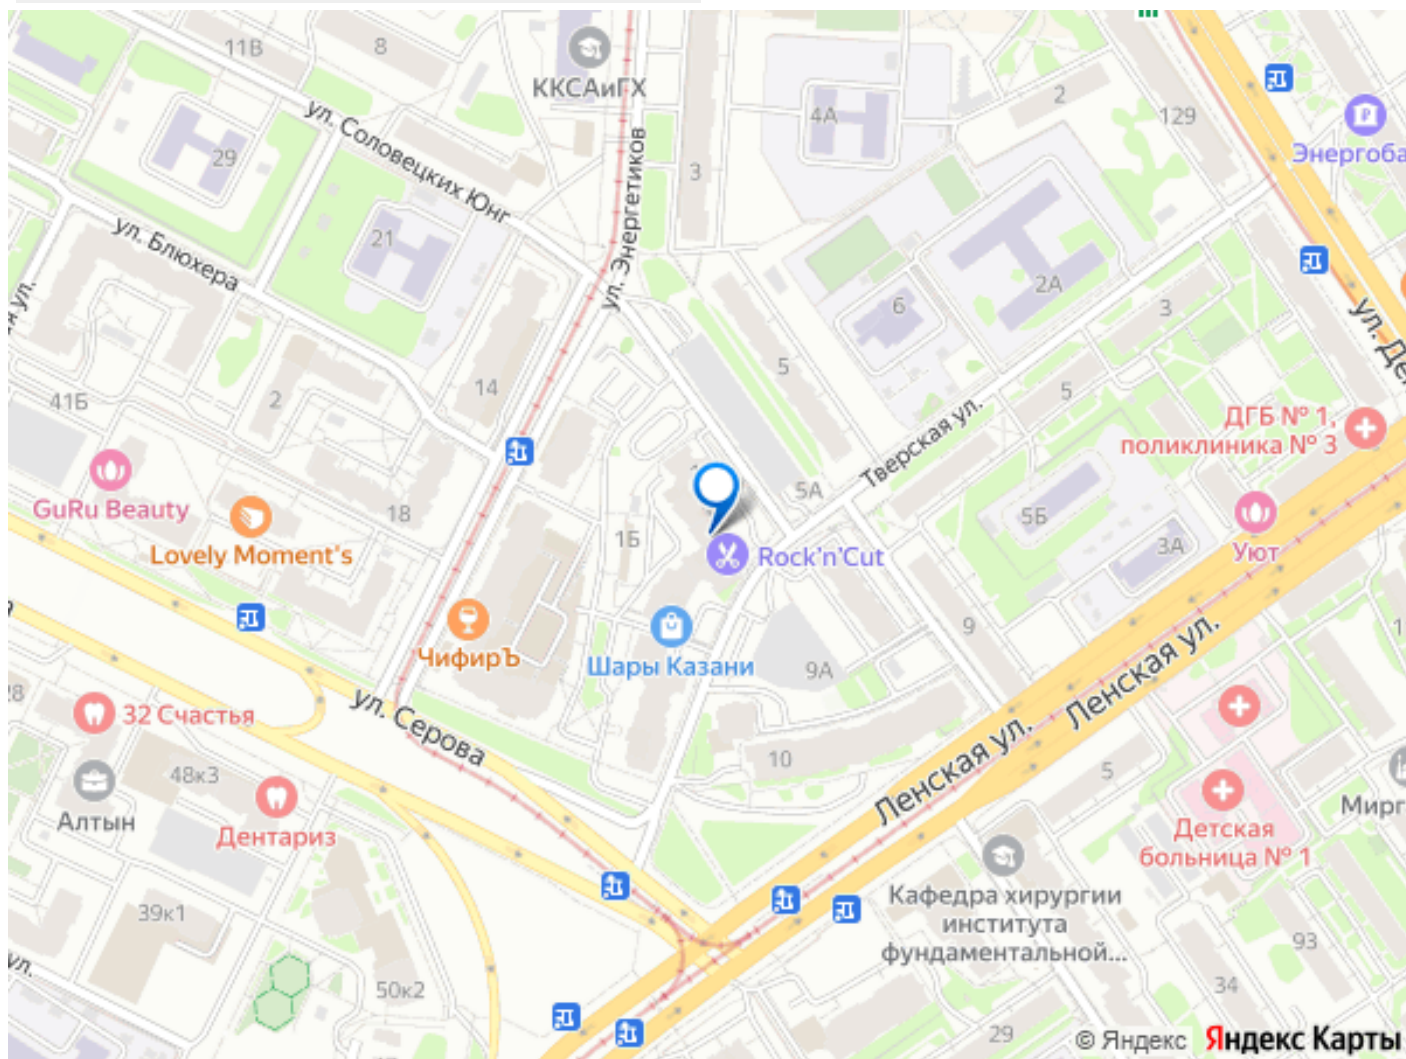 11В
8
ККСАиГХ
4А
2
129
Энергоба
ул. Соловецких Юнг
29
3
ул. Энергетиков
21
ул. Блюхера
6
2А
3
ул.
ул. Де
14
5
41Б
2
5
ДГБ № 1,
поликлиника № 3
Тверская ул.
GuRu Beauty
18
5А
5Б
Lovely Moment's
1Б
Rock'n'Cut
3А
Уют
ЧифирЪ
Шары Казани
9А
9
Ленская ул.
28
32 Счастья
ул. Серова
48к3
10
Ленская ул.
5
Алтын
Дентариз
Мирг
Детская
больница № 1
Кафедра хирургии
института
фундаментальной...
39к1
93
ул.
50к2
34
29
© Яндекс Яндекс Карты